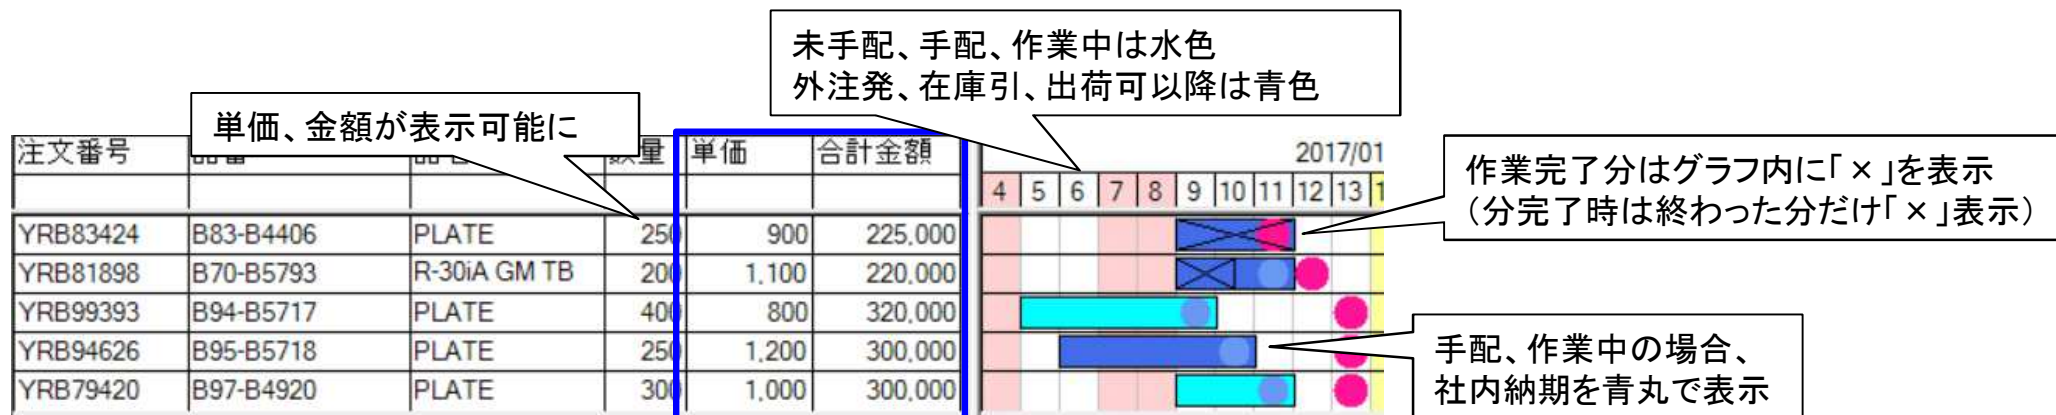 未手配、手配、作業中は水色
外注発、在庫引、出荷可以降は青色
単価、金額が表示可能に
注文番号 単価 合計金額 2017/01
4 5 6 7 8 9 10 11 12 13
作業完了分はグラフ内に「×」を表示
（分完了時は終わった分だけ「×」表示）
YRB83424 B83-B4406 PLATE 250 900 225,000
YRB81898 B70-B5793 R-30iA GM TB 200 1,100 220,000
YRB99393 B94-B5717 PLATE 400 800 320,000
YRB94626 B95-B5718 PLATE 250 1,200 300,000
YRB79420 B97-B4920 PLATE 300 1,000 300,000
手配、作業中の場合、
社内納期を青丸で表示